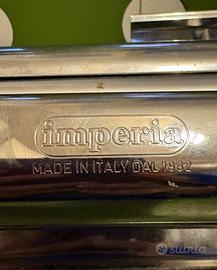 imperia
MADE IN ITALY DAL 1932
subito